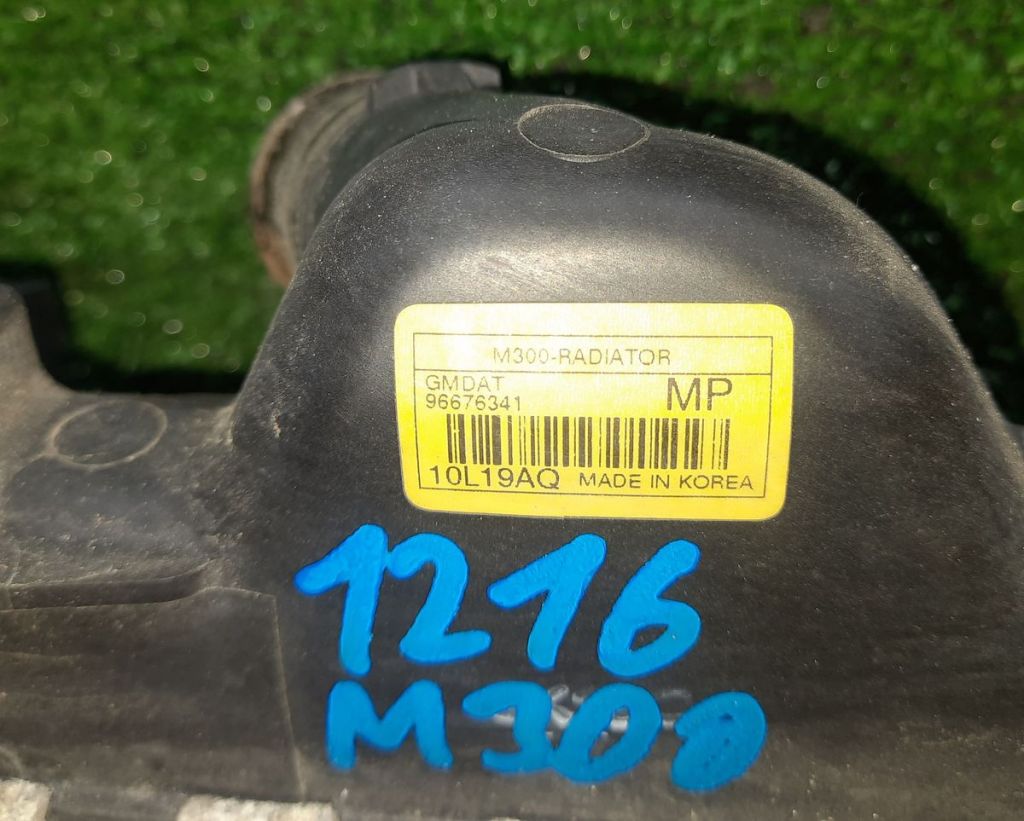 M300-RADIATOR
GMDAT MP
96676341
10L19AQ MADE IN KOREA
1216
M300